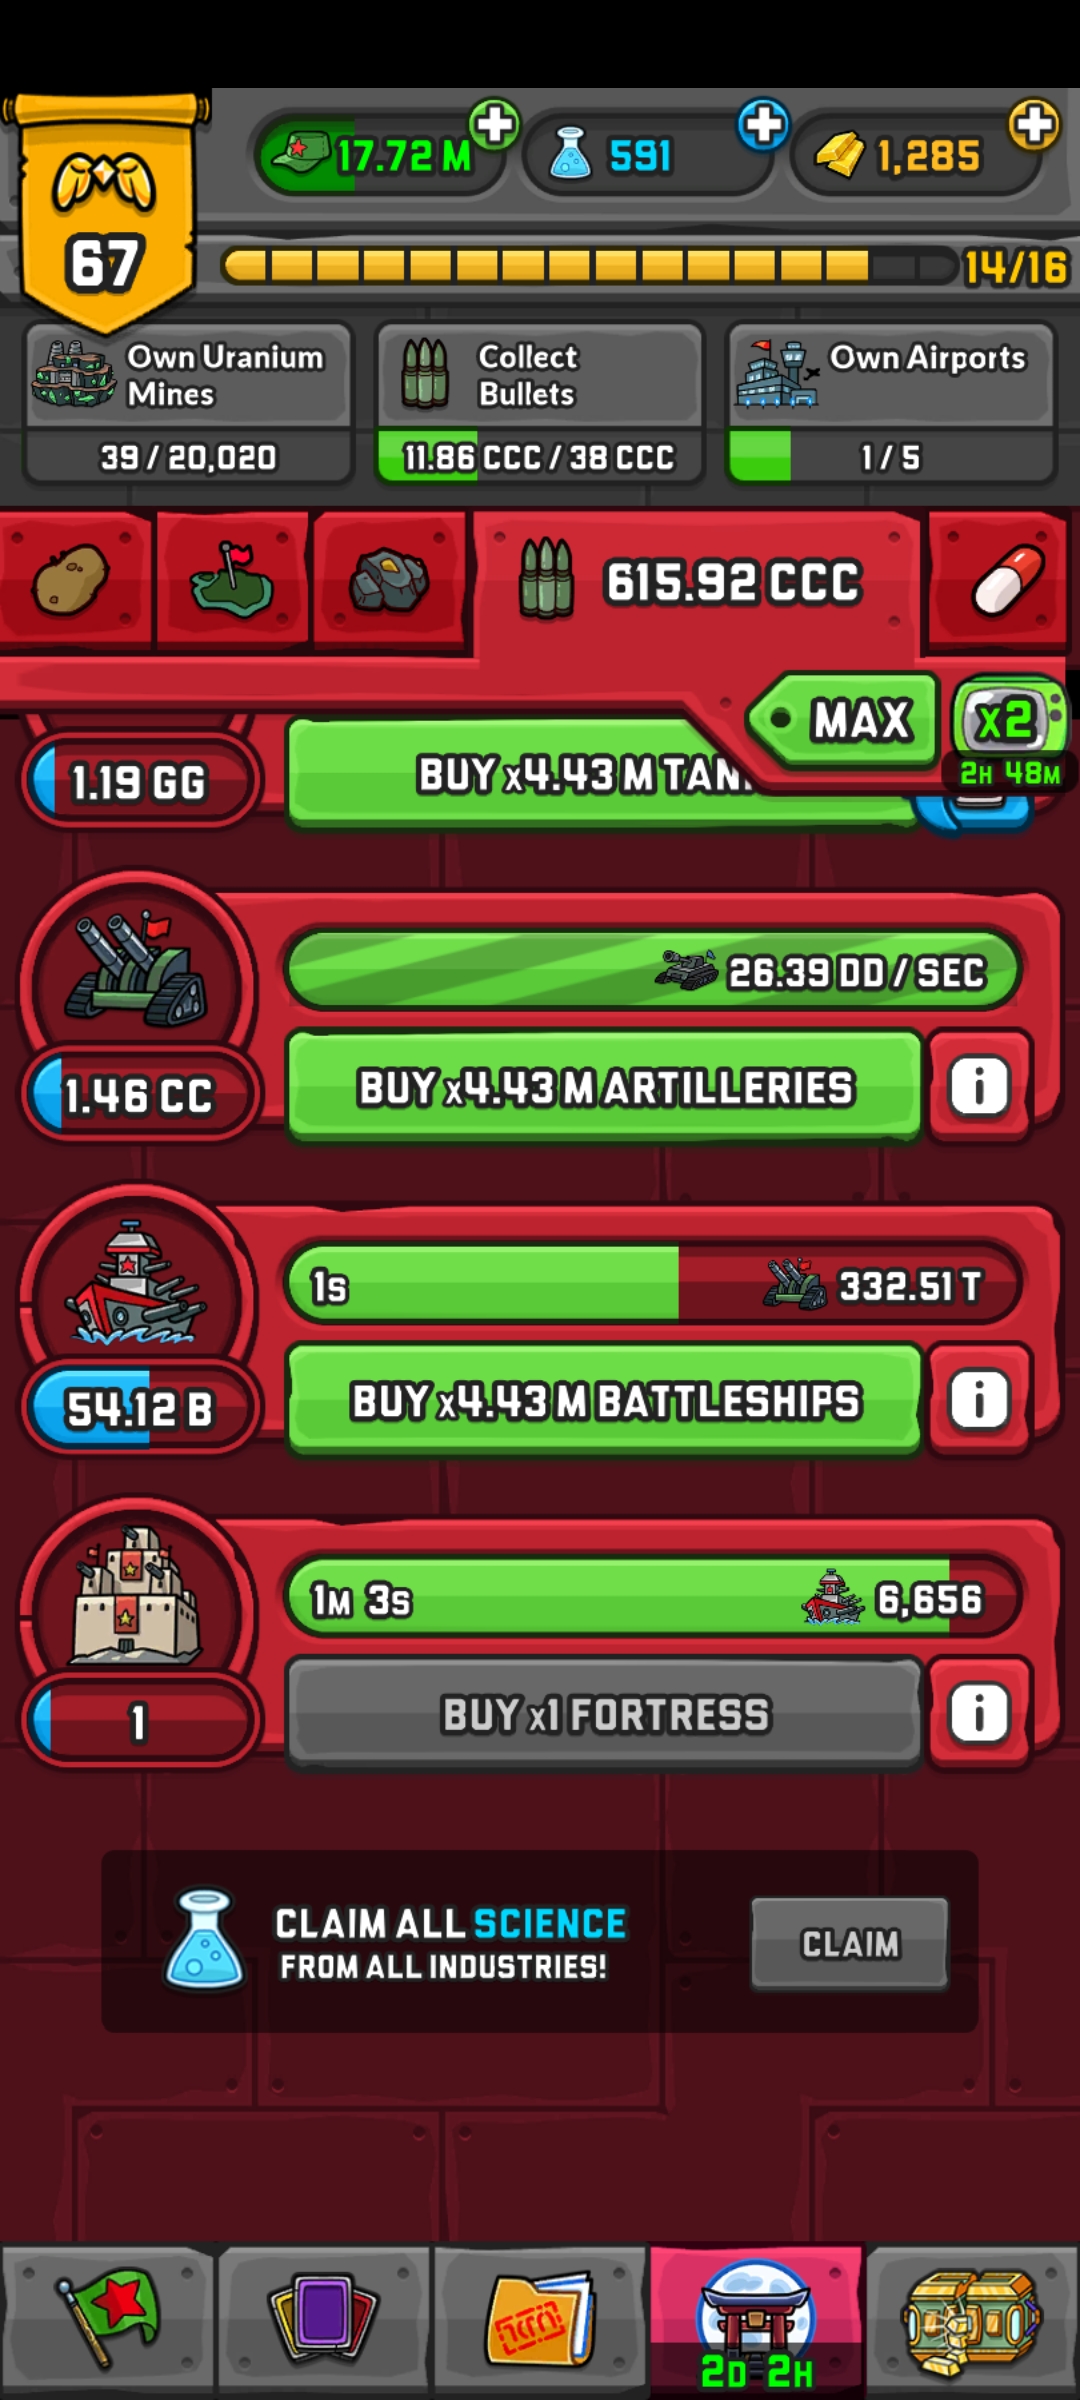 17.72 M
591
1,285
67
14/16
Own Uranium
Mines
39 / 20,020
Collect
Bullets
11.86 CCC / 38 CCC
Own Airports
1 / 5
615.92 CCC
MAX
x2
2H 48M
1.19 GG
BUY x4.43 M
26.39 DD / SEC
1.46 CC
BUY x4.43 M ARTILLERIES
i
1s
332.51 T
54.12 B
BUY x4.43 M BATTLESHIPS
i
1M 3s
6,656
1
BUY x1 FORTRESS
i
CLAIM ALL SCIENCE
FROM ALL INDUSTRIES!
CLAIM
2D 2H